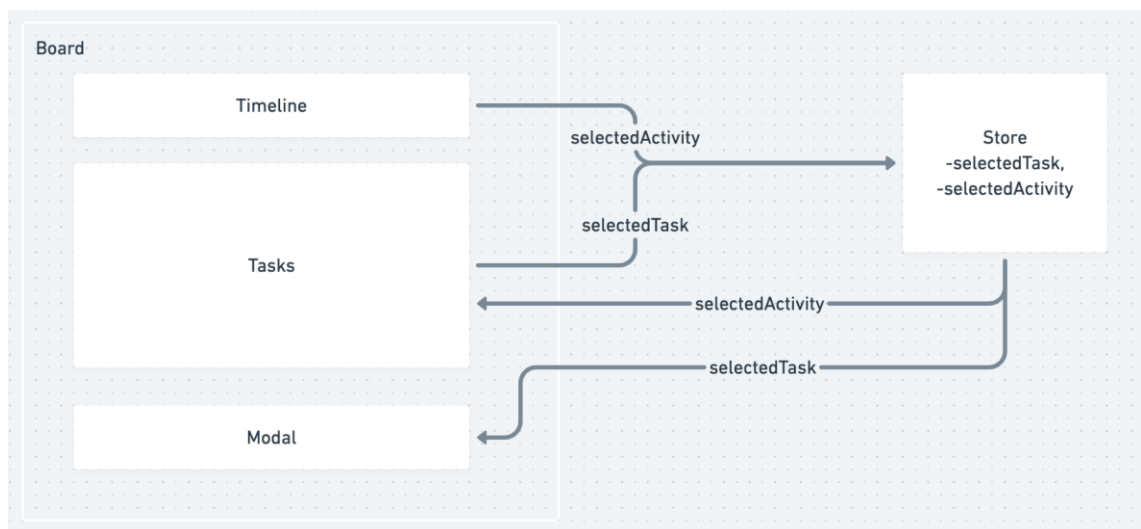 Board
Timeline
selectedActivity
Store
-selectedTask,
-selectedActivity
selectedTask
Tasks
selectedActivity
selectedTask
Modal